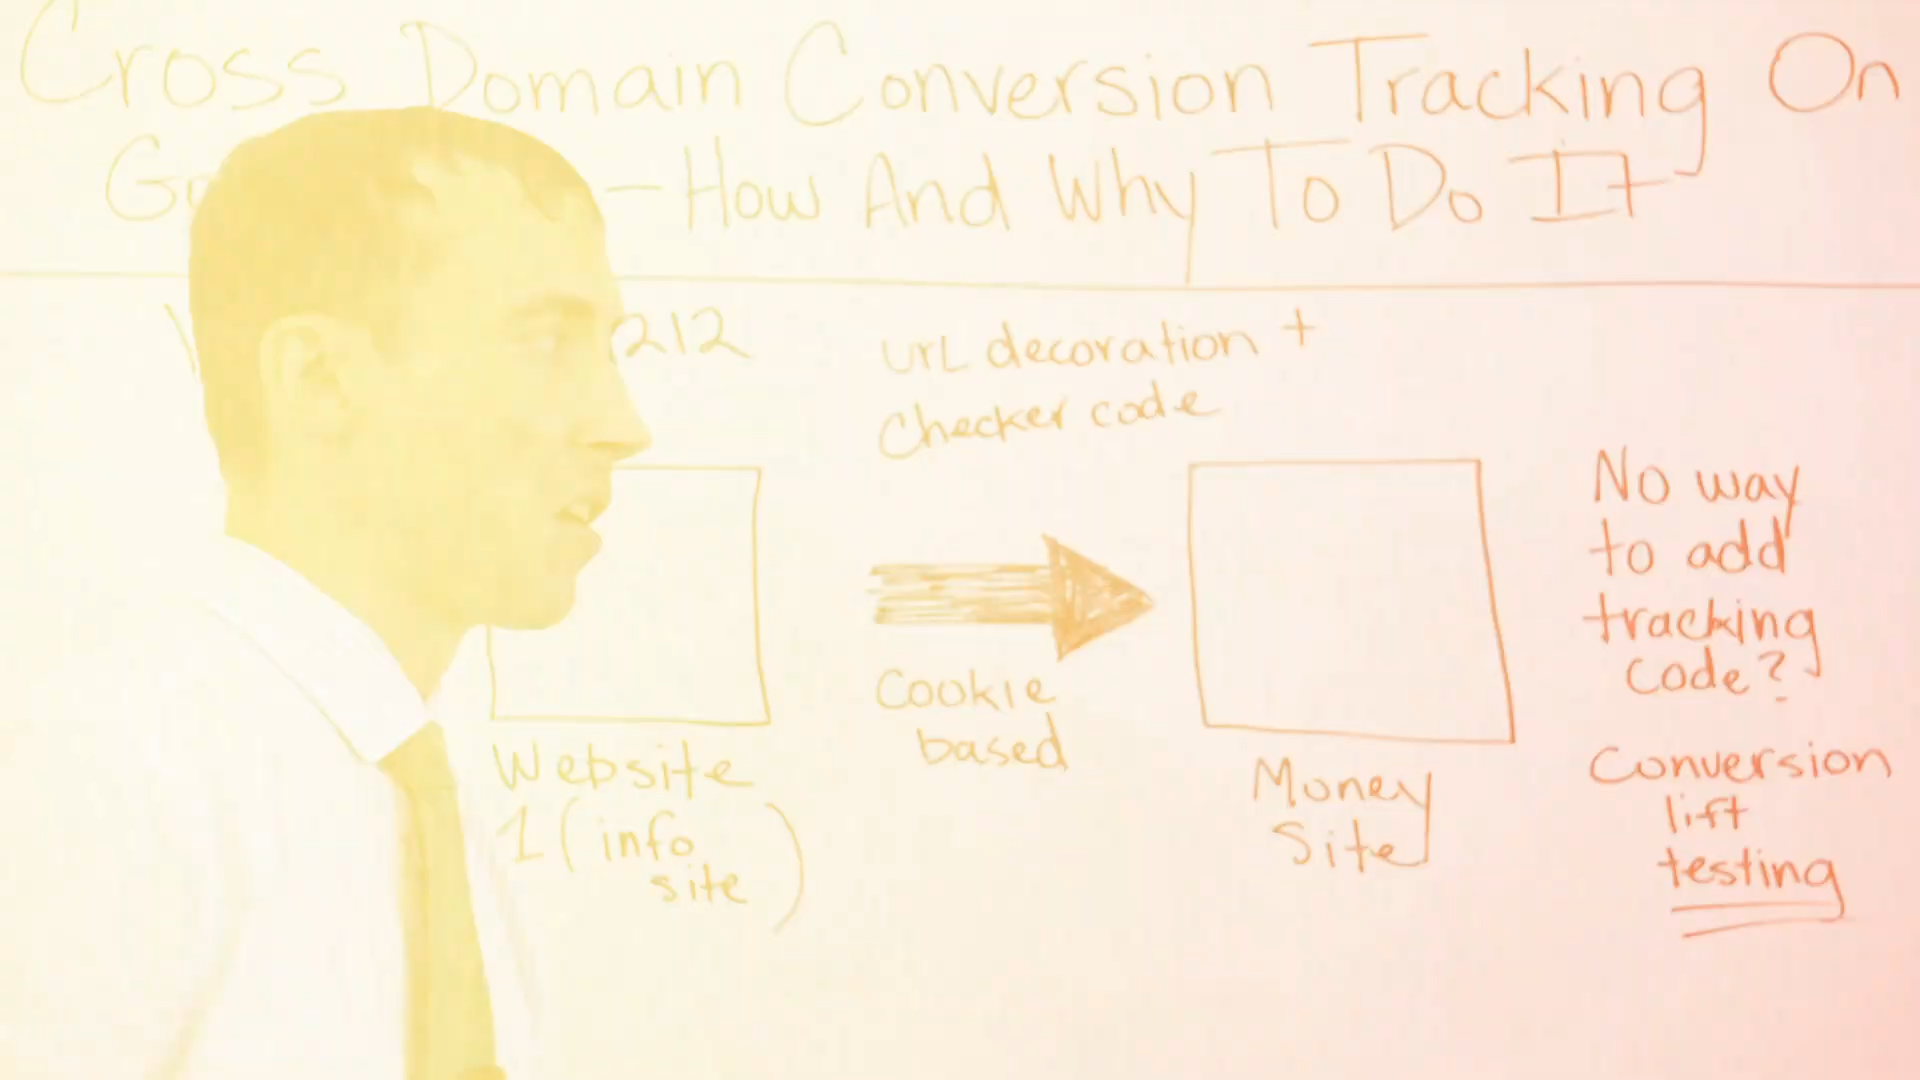 Cross Domain Conversion Tracking On
— How And Why To Do It
212
UrL decoration +
Checker code
No way
to add
tracking
code?
Cookie
based
Website
1 (info
site)
Money
Site
Conversion
lift
testing